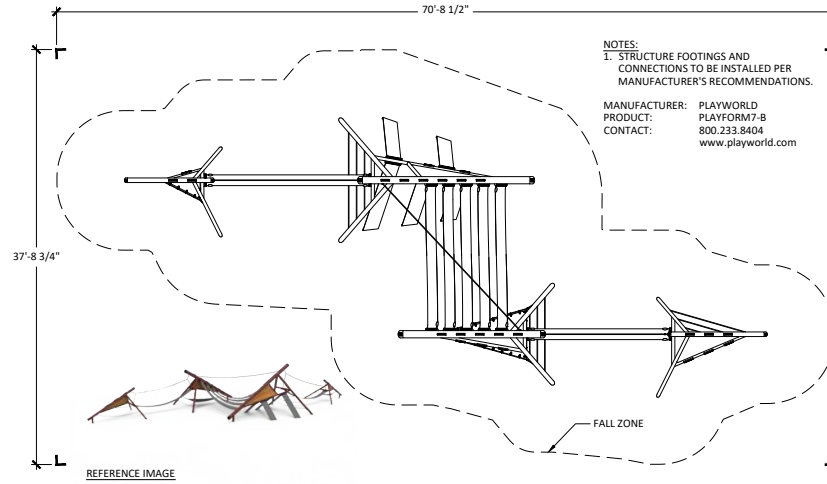 70'-8 1/2"
NOTES:
1. STRUCTURE FOOTINGS AND
CONNECTIONS TO BE INSTALLED PER
MANUFACTURER'S RECOMMENDATIONS.
MANUFACTURER: PLAYWORLD
PRODUCT: PLAYFORM7-B
CONTACT: 800.233.8404
www.playworld.com
37'-8 3/4"
FALL ZONE
REFERENCE IMAGE